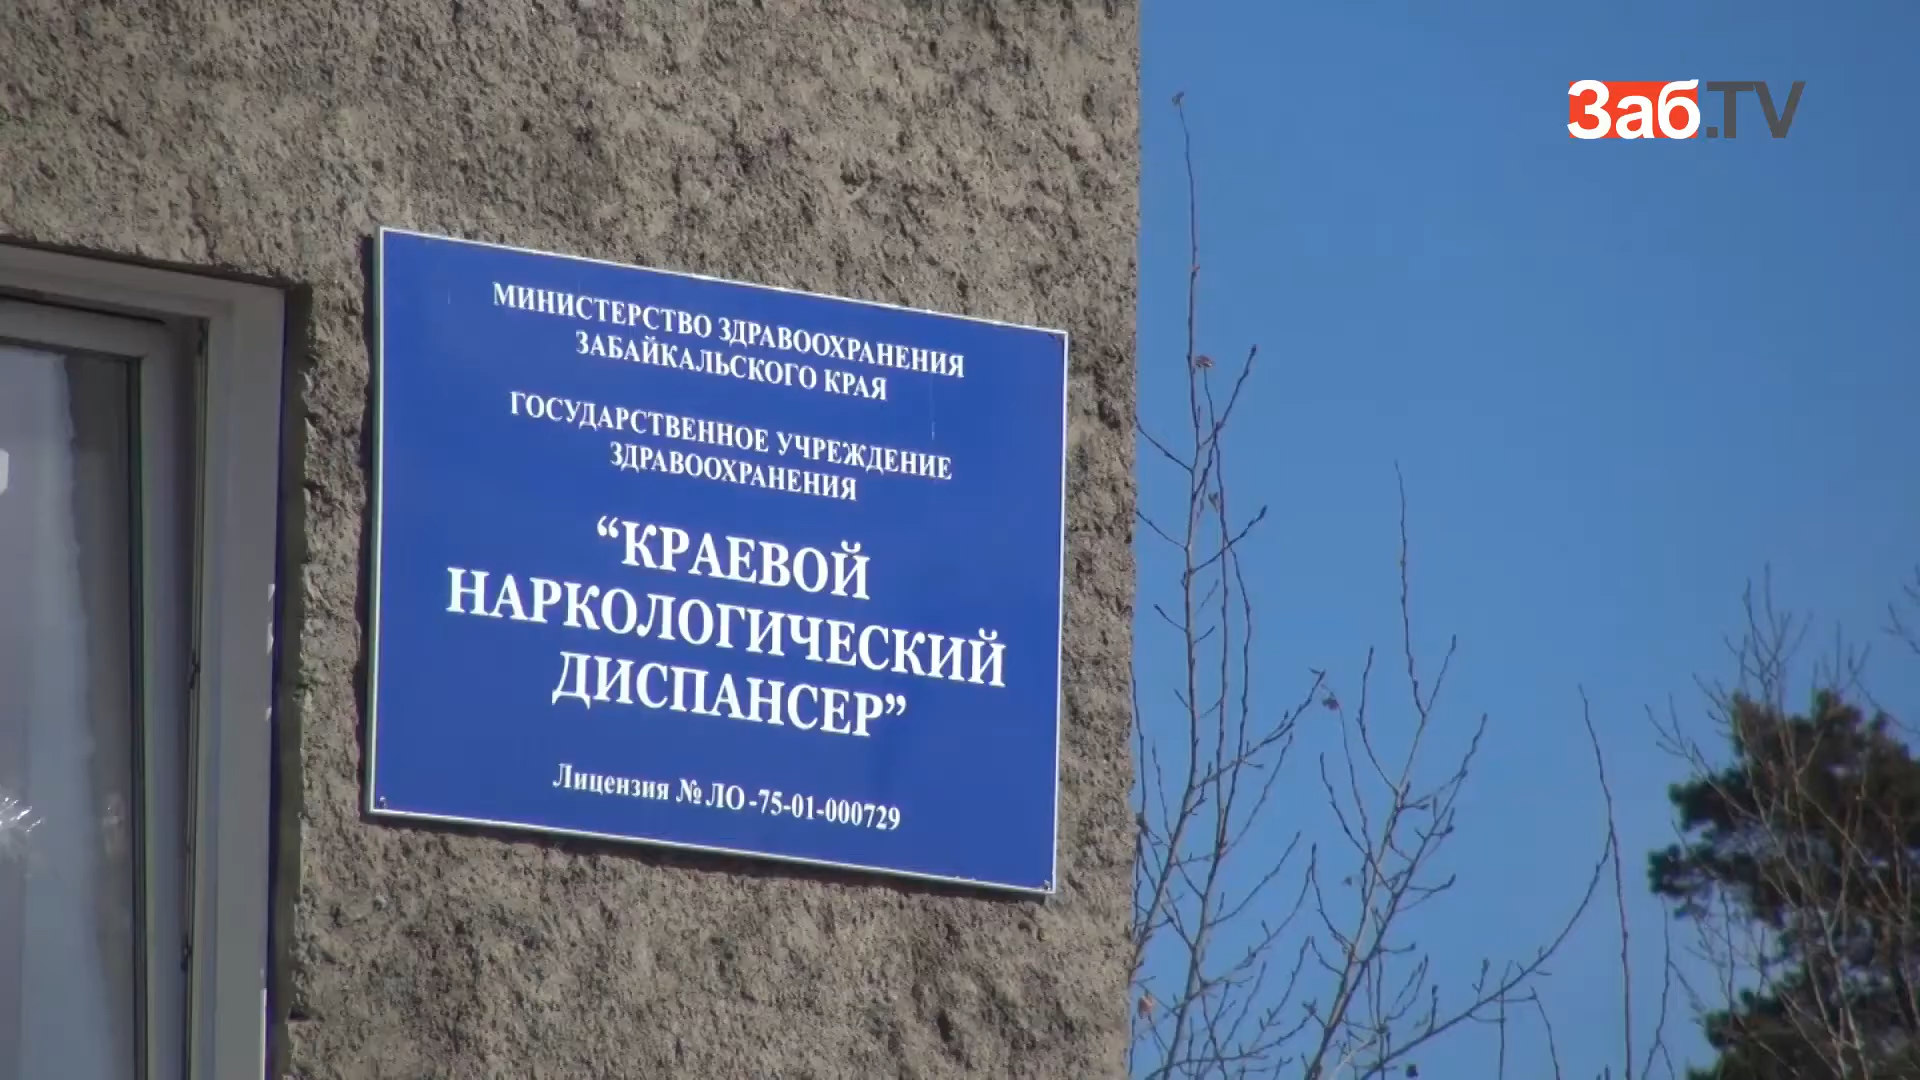 Заб.TV
МИНИСТЕРСТВО ЗДРАВООХРАНЕНИЯ
ЗАБАЙКАЛЬСКОГО КРАЯ
ГОСУДАРСТВЕННОЕ УЧРЕЖДЕНИЕ
ЗДРАВООХРАНЕНИЯ
“КРАЕВОЙ
НАРКОЛОГИЧЕСКИЙ
ДИСПАНСЕР”
Лицензия № ЛО-75-01-000729